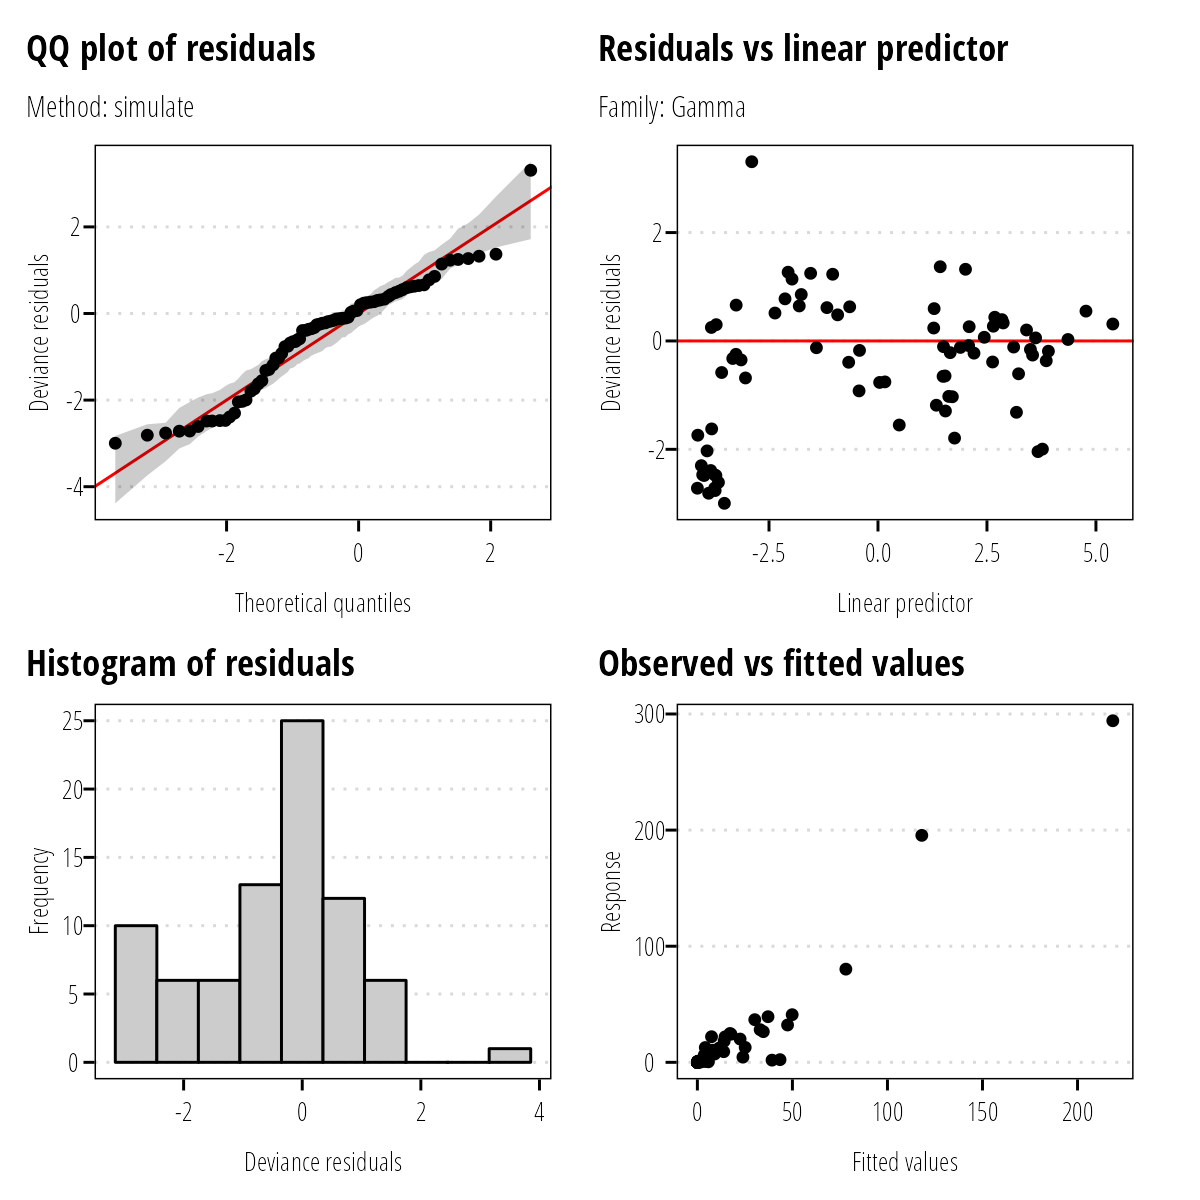 QQ plot of residuals
Method: simulate
Deviance residuals
2
0
-2
-4
-2
0
2
Theoretical quantiles
Residuals vs linear predictor
Family: Gamma
Deviance residuals
2
0
-2
-2.5
0.0
2.5
5.0
Linear predictor
Histogram of residuals
Frequency
25
20
15
10
5
0
-2
0
2
4
Deviance residuals
Observed vs fitted values
Response
300
200
100
0
0
50
100
150
200
Fitted values